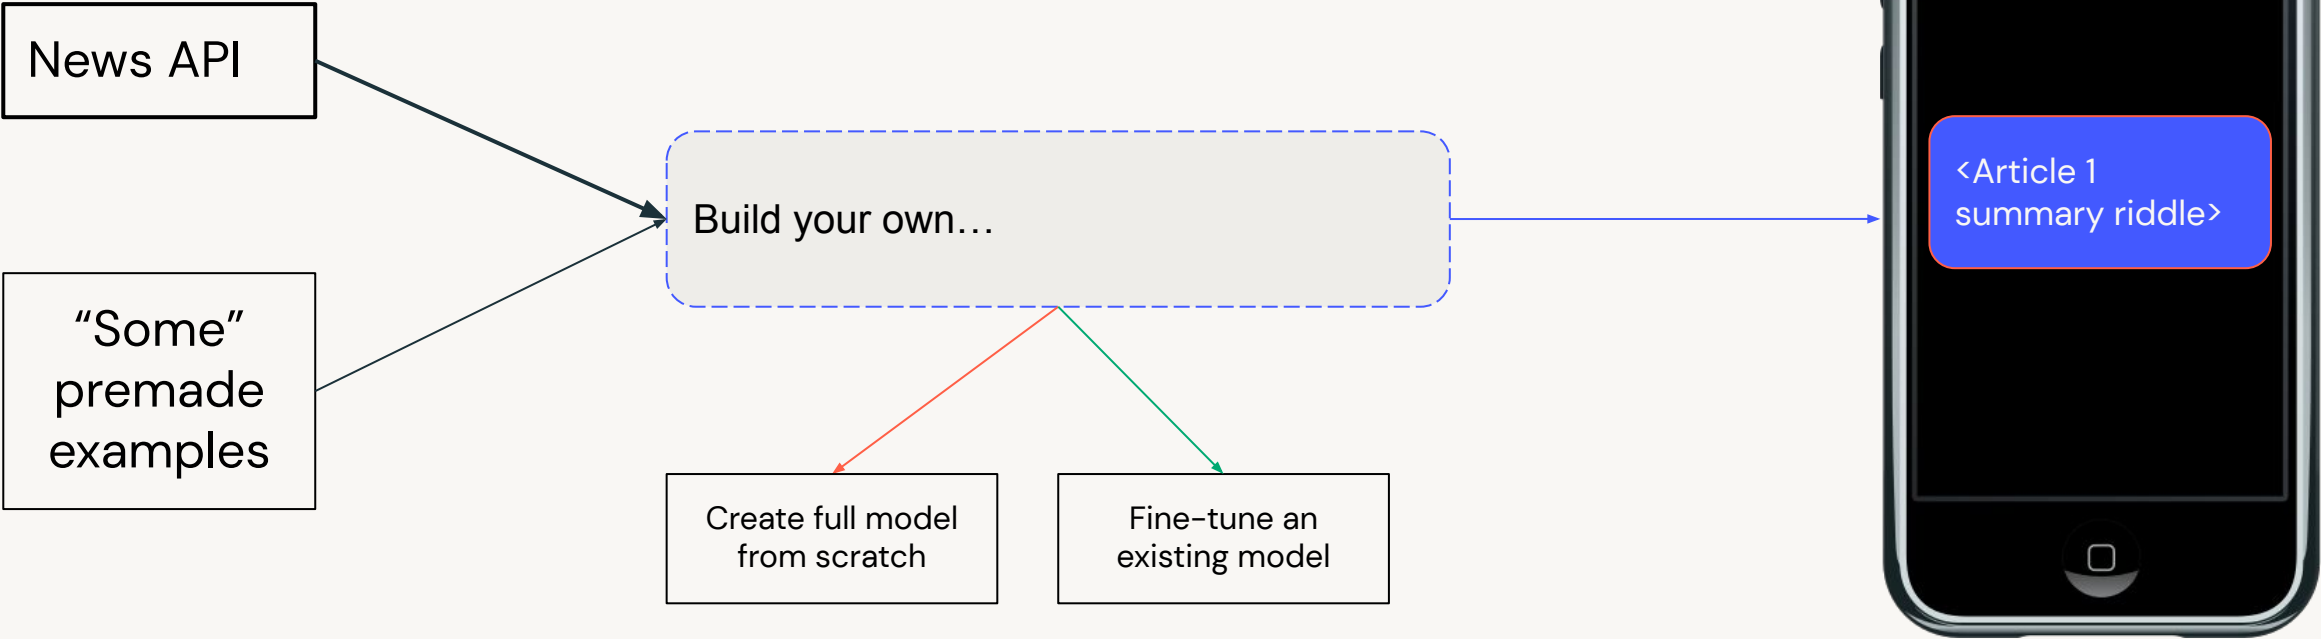 News API
“Some”
premade
examples
Build your own…
Create full model
from scratch
Fine-tune an
existing model
<Article 1
summary riddle>